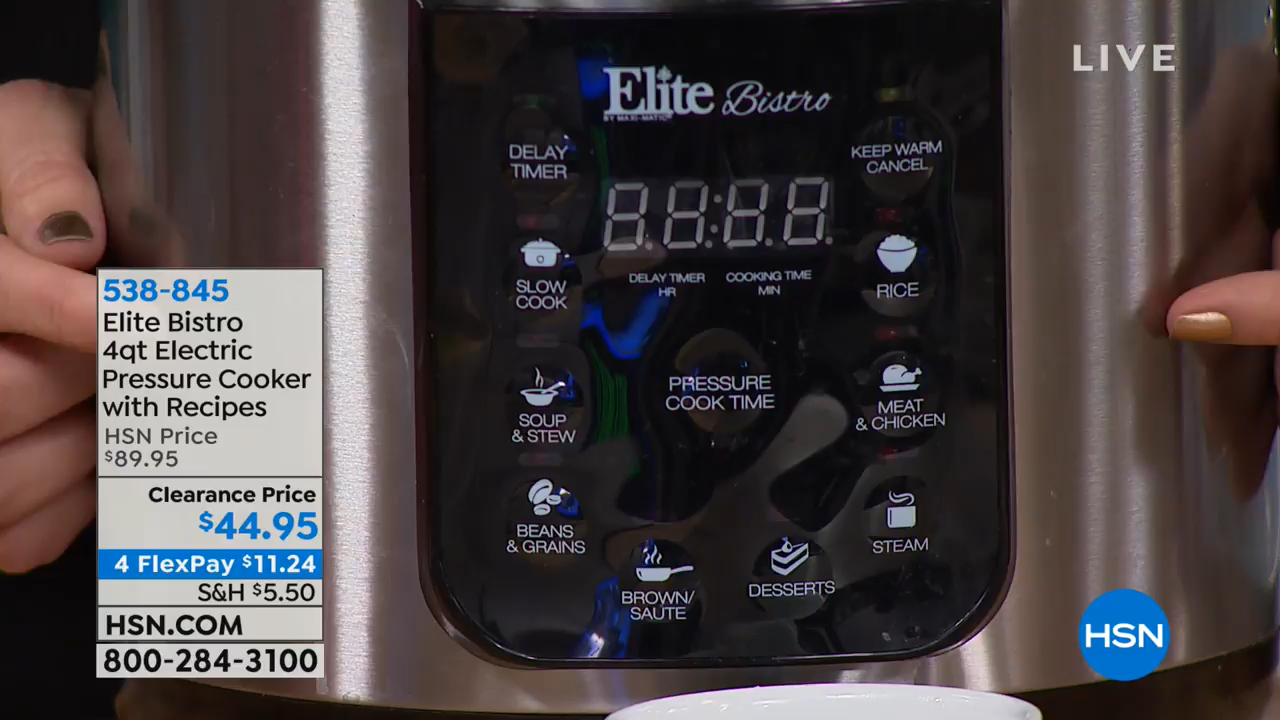 LIVE
Elite Bistro
BY MAXI-MATIC
DELAY
TIMER
KEEP WARM
CANCEL
88:88
DELAY TIMER
HR
COOKING TIME
MIN
SLOW
COOK
RICE
PRESSURE
COOK TIME
SOUP
& STEW
MEAT
& CHICKEN
BEANS
& GRAINS
STEAM
BROWN/
SAUTE
DESSERTS
538-845
Elite Bistro
4qt Electric
Pressure Cooker
with Recipes
HSN Price
$89.95
Clearance Price
$44.95
4 FlexPay $11.24
S&H $5.50
HSN.COM
800-284-3100
HSN